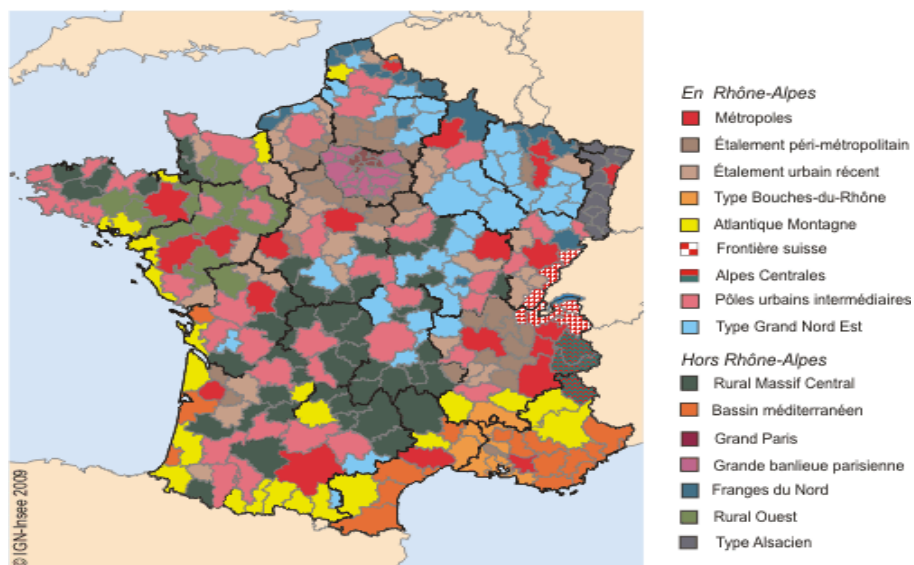 En Rhône-Alpes
Métropoles
Étalement péri-métropolitain
Étalement urbain récent
Type Bouches-du-Rhône
Atlantique Montagne
Frontière suisse
Alpes Centrales
Pôles urbains intermédiaires
Type Grand Nord Est
Hors Rhône-Alpes
Rural Massif Central
Bassin méditerranéen
Grand Paris
Grande banlieue parisienne
Franges du Nord
Rural Ouest
Type Alsacien
© IGN-Insee 2009